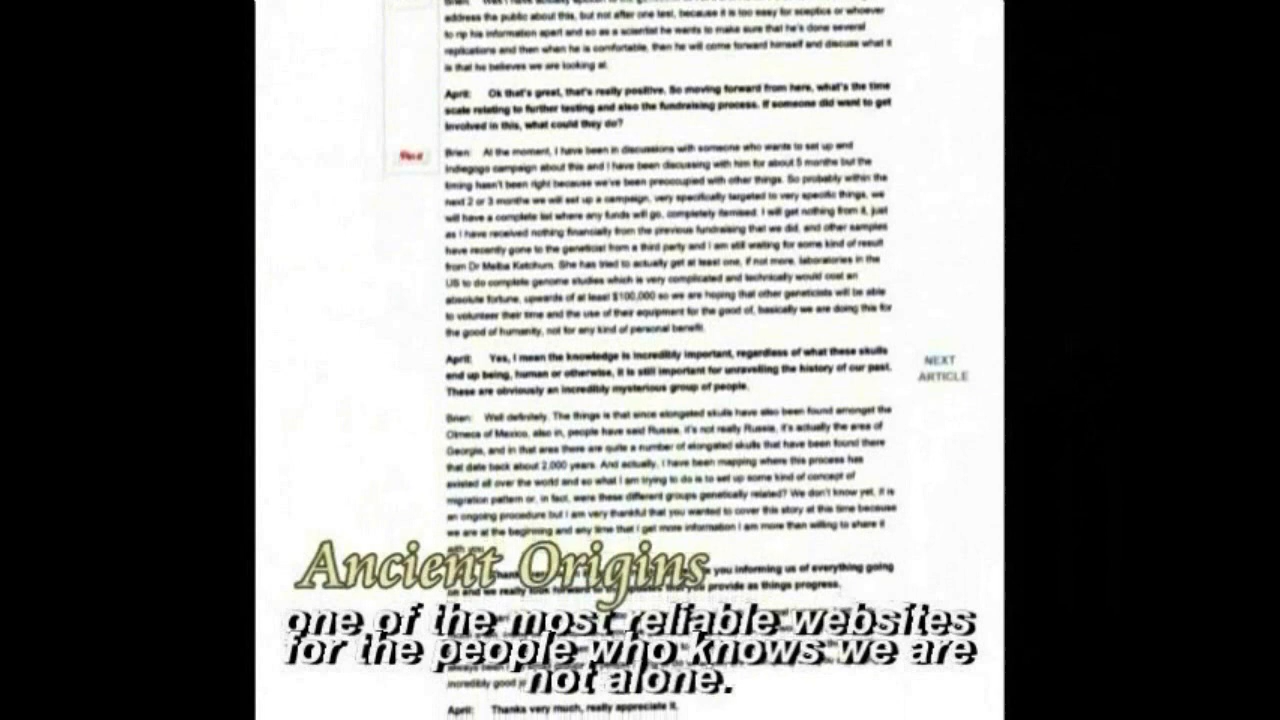 address the public about this, but not after one test, because it is too easy for sceptics or whoever
to rip his information apart and so as a scientist he wants to make sure that he's done several
replications and then when he is comfortable, then he will come forward himself and discuss what it
is that he believes we are looking at.
April: Ok that's great, that's really positive. So moving forward from here, what's the time
scale relating to further testing and also the fundraising process. If someone did want to get
involved in this, what could they do?
Brien: At the moment, I have been in discussions with someone who wants to set up and
Indiegogo campaign about this and I have been discussing with him for about 5 months but the
timing hasn't been right because we've been preoccupied with other things. So probably within the
next 2 or 3 months we will set up a campaign, very specifically targeted to very specific things, we
will have a complete list where any funds will go, completely itemised. I will get nothing from it, just
as I have received nothing financially from the previous fundraising that we did, and other samples
have recently gone to the geneticist from a third party and I am still waiting for some kind of result
from Dr Melba Ketchum. She has tried to actually get at least one, if not more, laboratories in the
US to do complete genome studies which is very complicated and technically would cost an
absolute fortune, upwards of at least $100,000 so we are hoping that other geneticists will be able
to volunteer their time and the use of their equipment for the good of, basically we are doing this for
the good of humanity, not for any kind of personal benefit.
April: Yes, I mean the knowledge is incredibly important, regardless of what these skulls
end up being, human or otherwise, it is still important for unravelling the history of our past.
These are obviously an incredibly mysterious group of people.
NEXT
ARTICLE
Brien: Well definitely. The things is that since elongated skulls have also been found amongst the
Olmecs of Mexico, also in, people have said Russia, it's not really Russia, it's actually the area of
Georgia, and in that area there are quite a number of elongated skulls that have been found there
that date back about 2,000 years. And actually, I have been mapping where this process has
existed all over the world and so what I am trying to do is to set up some kind of concept of
migration pattern or, in fact, were these different groups genetically related? We don't know yet, it is
an ongoing procedure but I am very thankful that you wanted to cover this story at this time because
we are at the beginning and any time that I get more information I am more than willing to share it
with you.
you informing us of everything going
on and we really look forward to provide as things progress.
Ancient Origins
one of the most reliable websites
for the people who knows we are
not alone.
incredibly good
April: Thanks very much, really appreciate it.